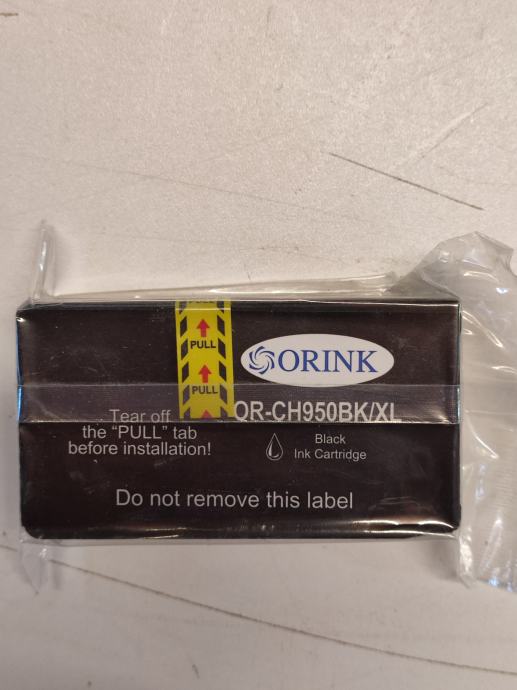 PULL
PULL
ORINK
OR-CH950BK/XL
Tear off
the “PULL” tab
before installation!
Black
Ink Cartridge
Do not remove this label